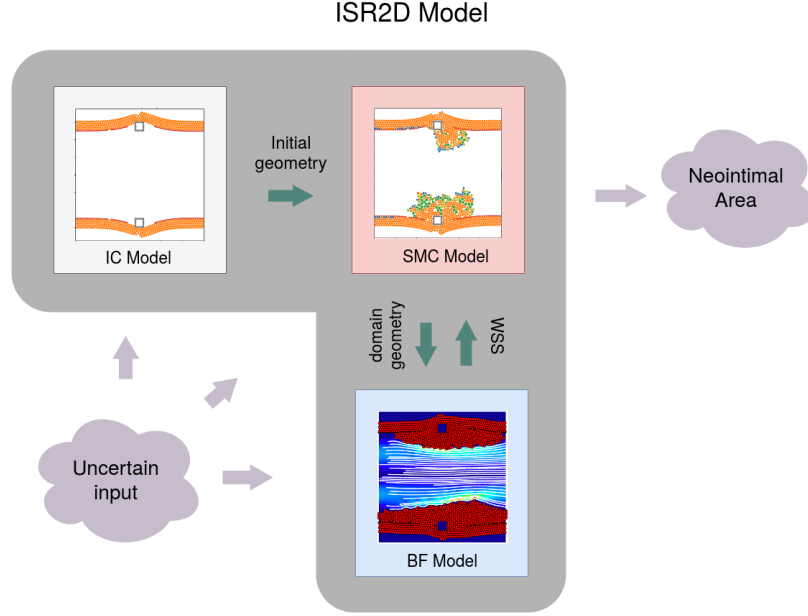 ISR2D Model
Initial
geometry
IC Model
SMC Model
Neointimal
Area
domain
geometry
WSS
Uncertain
input
BF Model